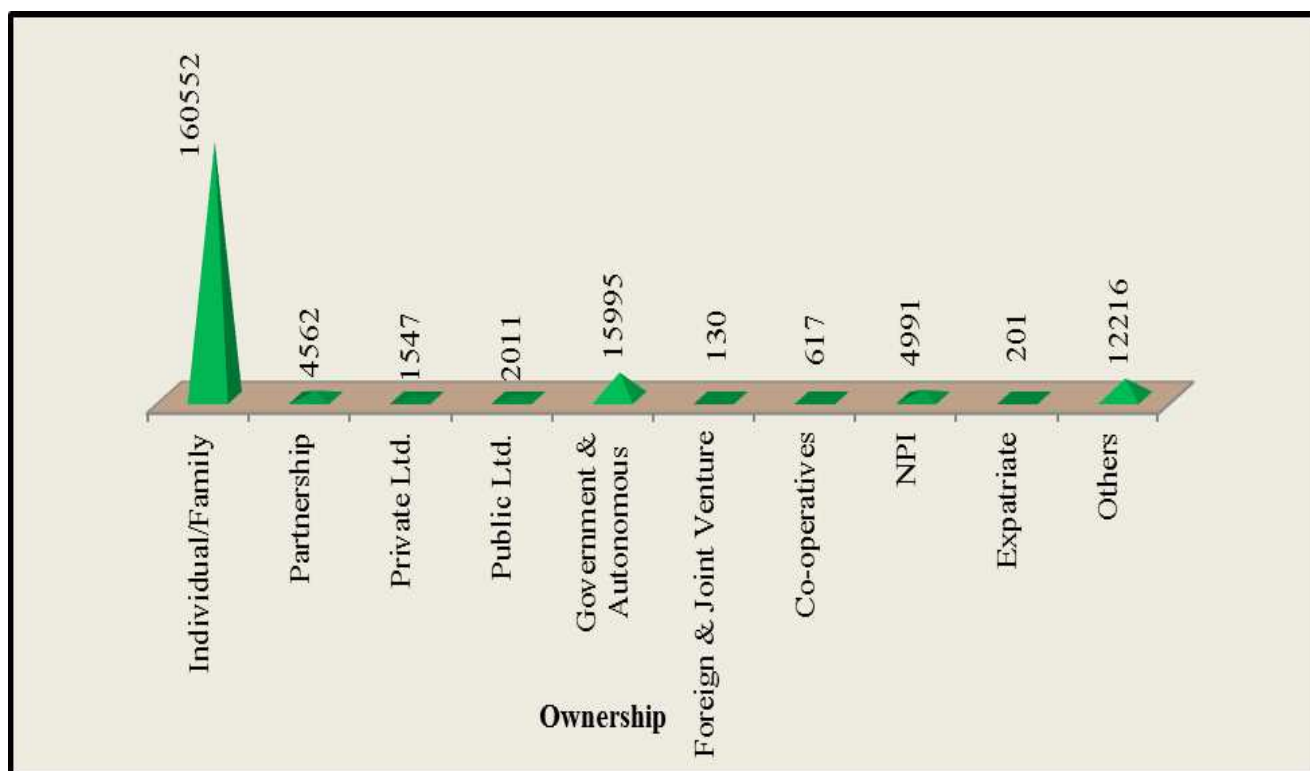 160552
4562
1547
2011
15995
130
617
4991
201
12216
Individual/Family
Partnership
Private Ltd.
Public Ltd.
Government &
Autonomous
Foreign & Joint Venture
Co-operatives
NPI
Expatriate
Others
Ownership